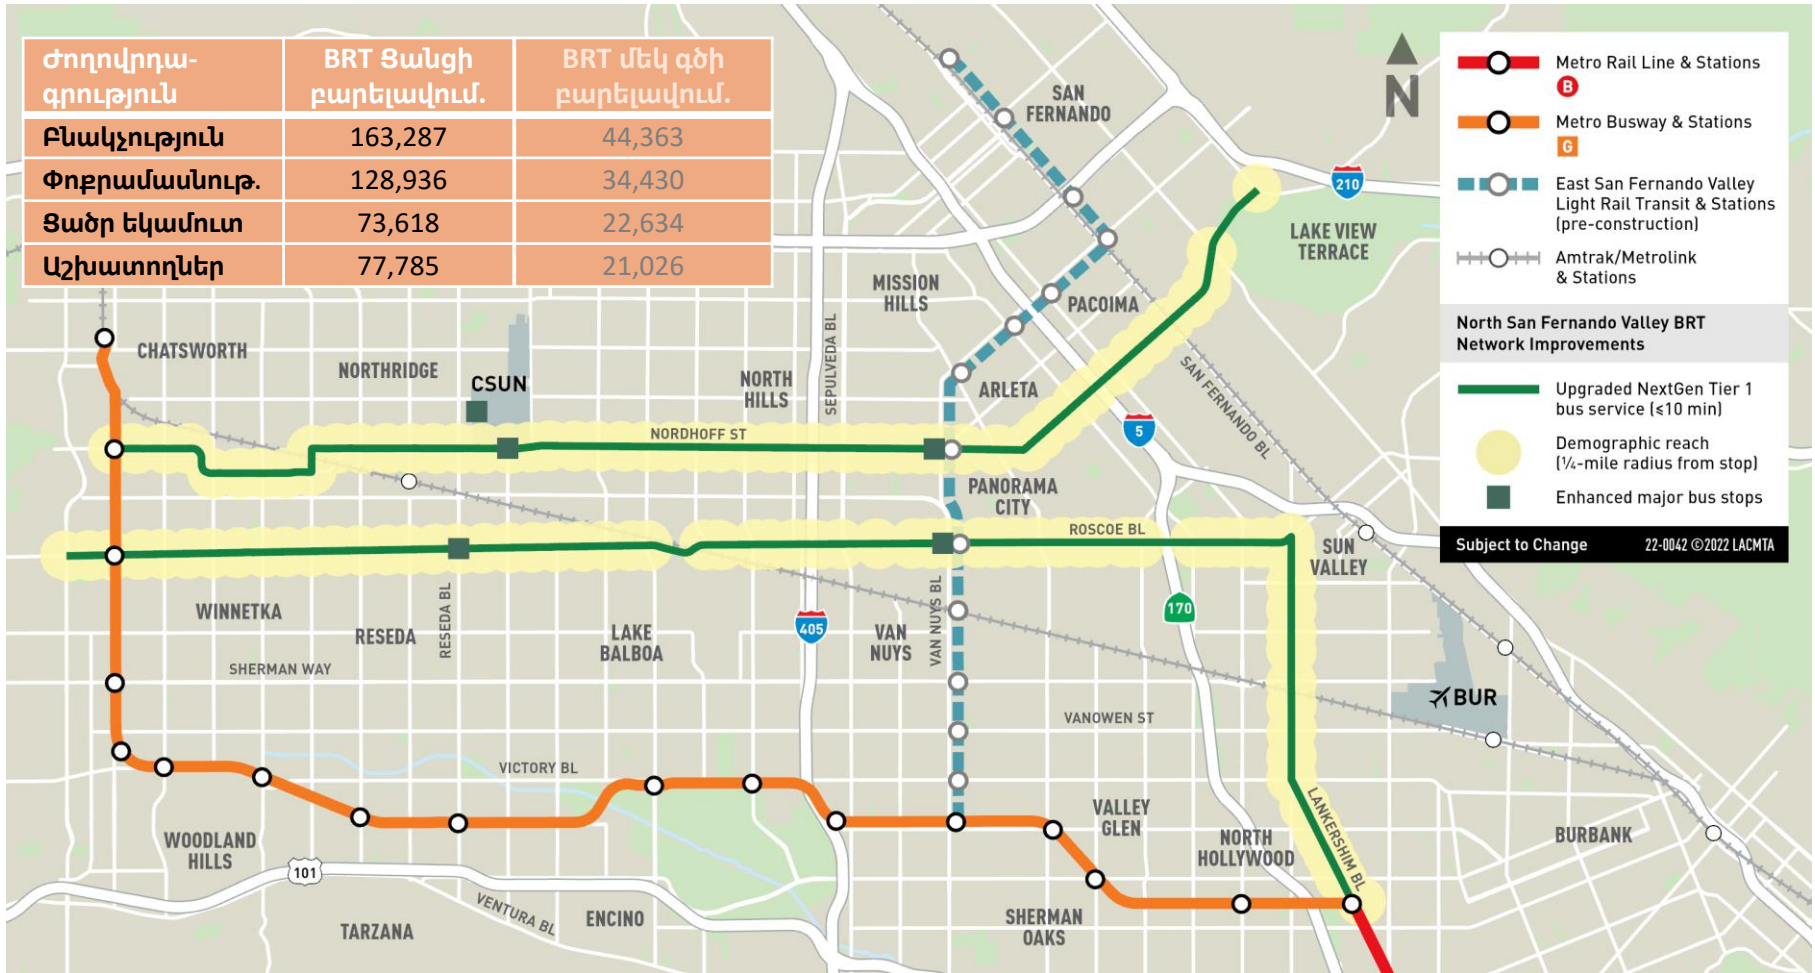 Ժողովրդա-
գրություն
BRT Ցանցի
բարելավում.
BRT մեկ գծի
բարելավում.
Բնակչություն 163,287 44,363
Փոքրամասնութ. 128,936 34,430
Ցածր եկամուտ 73,618 22,634
Աշխատողներ 77,785 21,026
N
Metro Rail Line & Stations
B
Metro Busway & Stations
G
East San Fernando Valley
Light Rail Transit & Stations
(pre-construction)
Amtrak/Metrolink
& Stations
North San Fernando Valley BRT
Network Improvements
Upgraded NextGen Tier 1
bus service (≤10 min)
Demographic reach
(¼-mile radius from stop)
Enhanced major bus stops
Subject to Change 22-0042 ©2022 LACMTA
SAN
FERNANDO
210
LAKE VIEW
TERRACE
MISSION
HILLS
PACOIMA
CHATSWORTH
NORTHRIDGE
CSUN
NORTH
HILLS
SEPULVEDA BL
ARLETA
SAN FERNANDO BL
NORDHOFF ST
5
PANORAMA
CITY
ROSCOE BL
SUN
VALLEY
WINNETKA
RESEDA
RESEDA BL
LAKE
BALBOA
405
VAN
NUYS
VAN NUYS BL
170
SHERMAN WAY
BUR
VANOWEN ST
VICTORY BL
WOODLAND
HILLS
VALLEY
GLEN
NORTH
HOLLYWOOD
LANKERSHIM BL
BURBANK
101
VENTURA BL
TARZANA
ENCINO
SHERMAN
OAKS